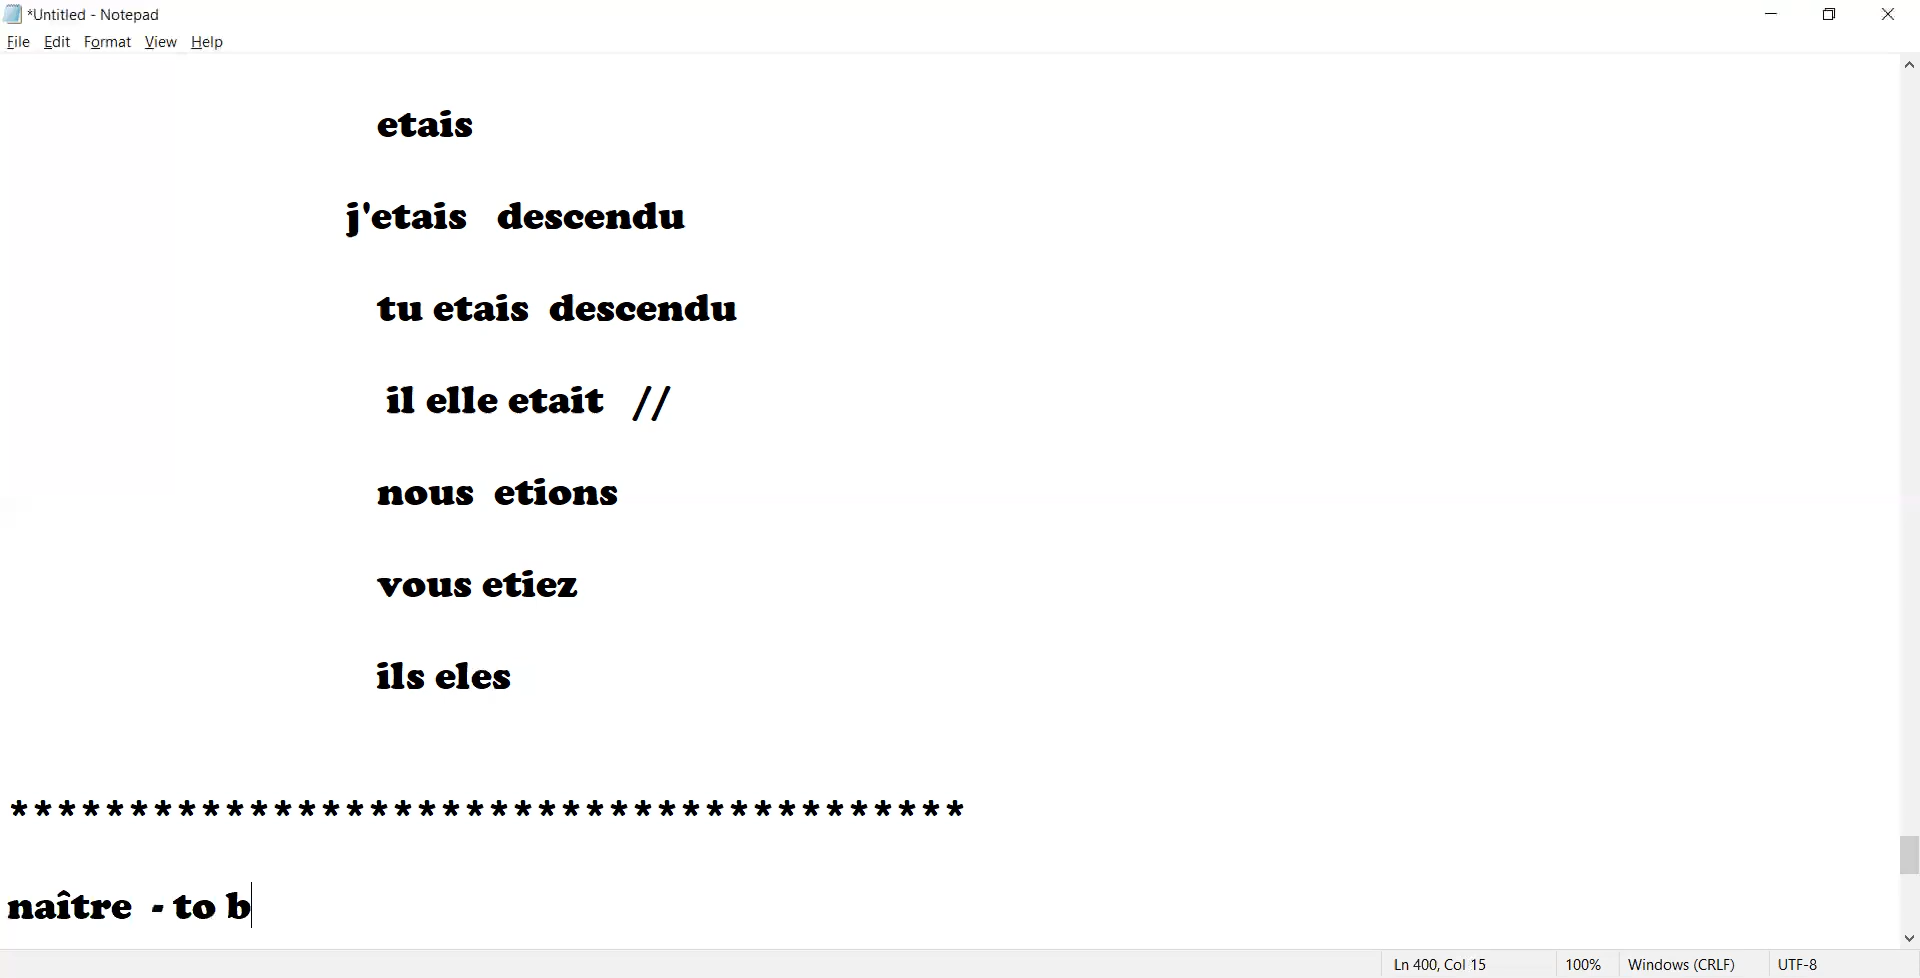 *Untitled - Notepad
File Edit Format View Help
etais
j'etais descendu
tu etais descendu
il elle etait //
nous etions
vous etiez
ils eles
****************************************
naître - to b
Ln 400, Col 15 100% Windows (CRLF) UTF-8